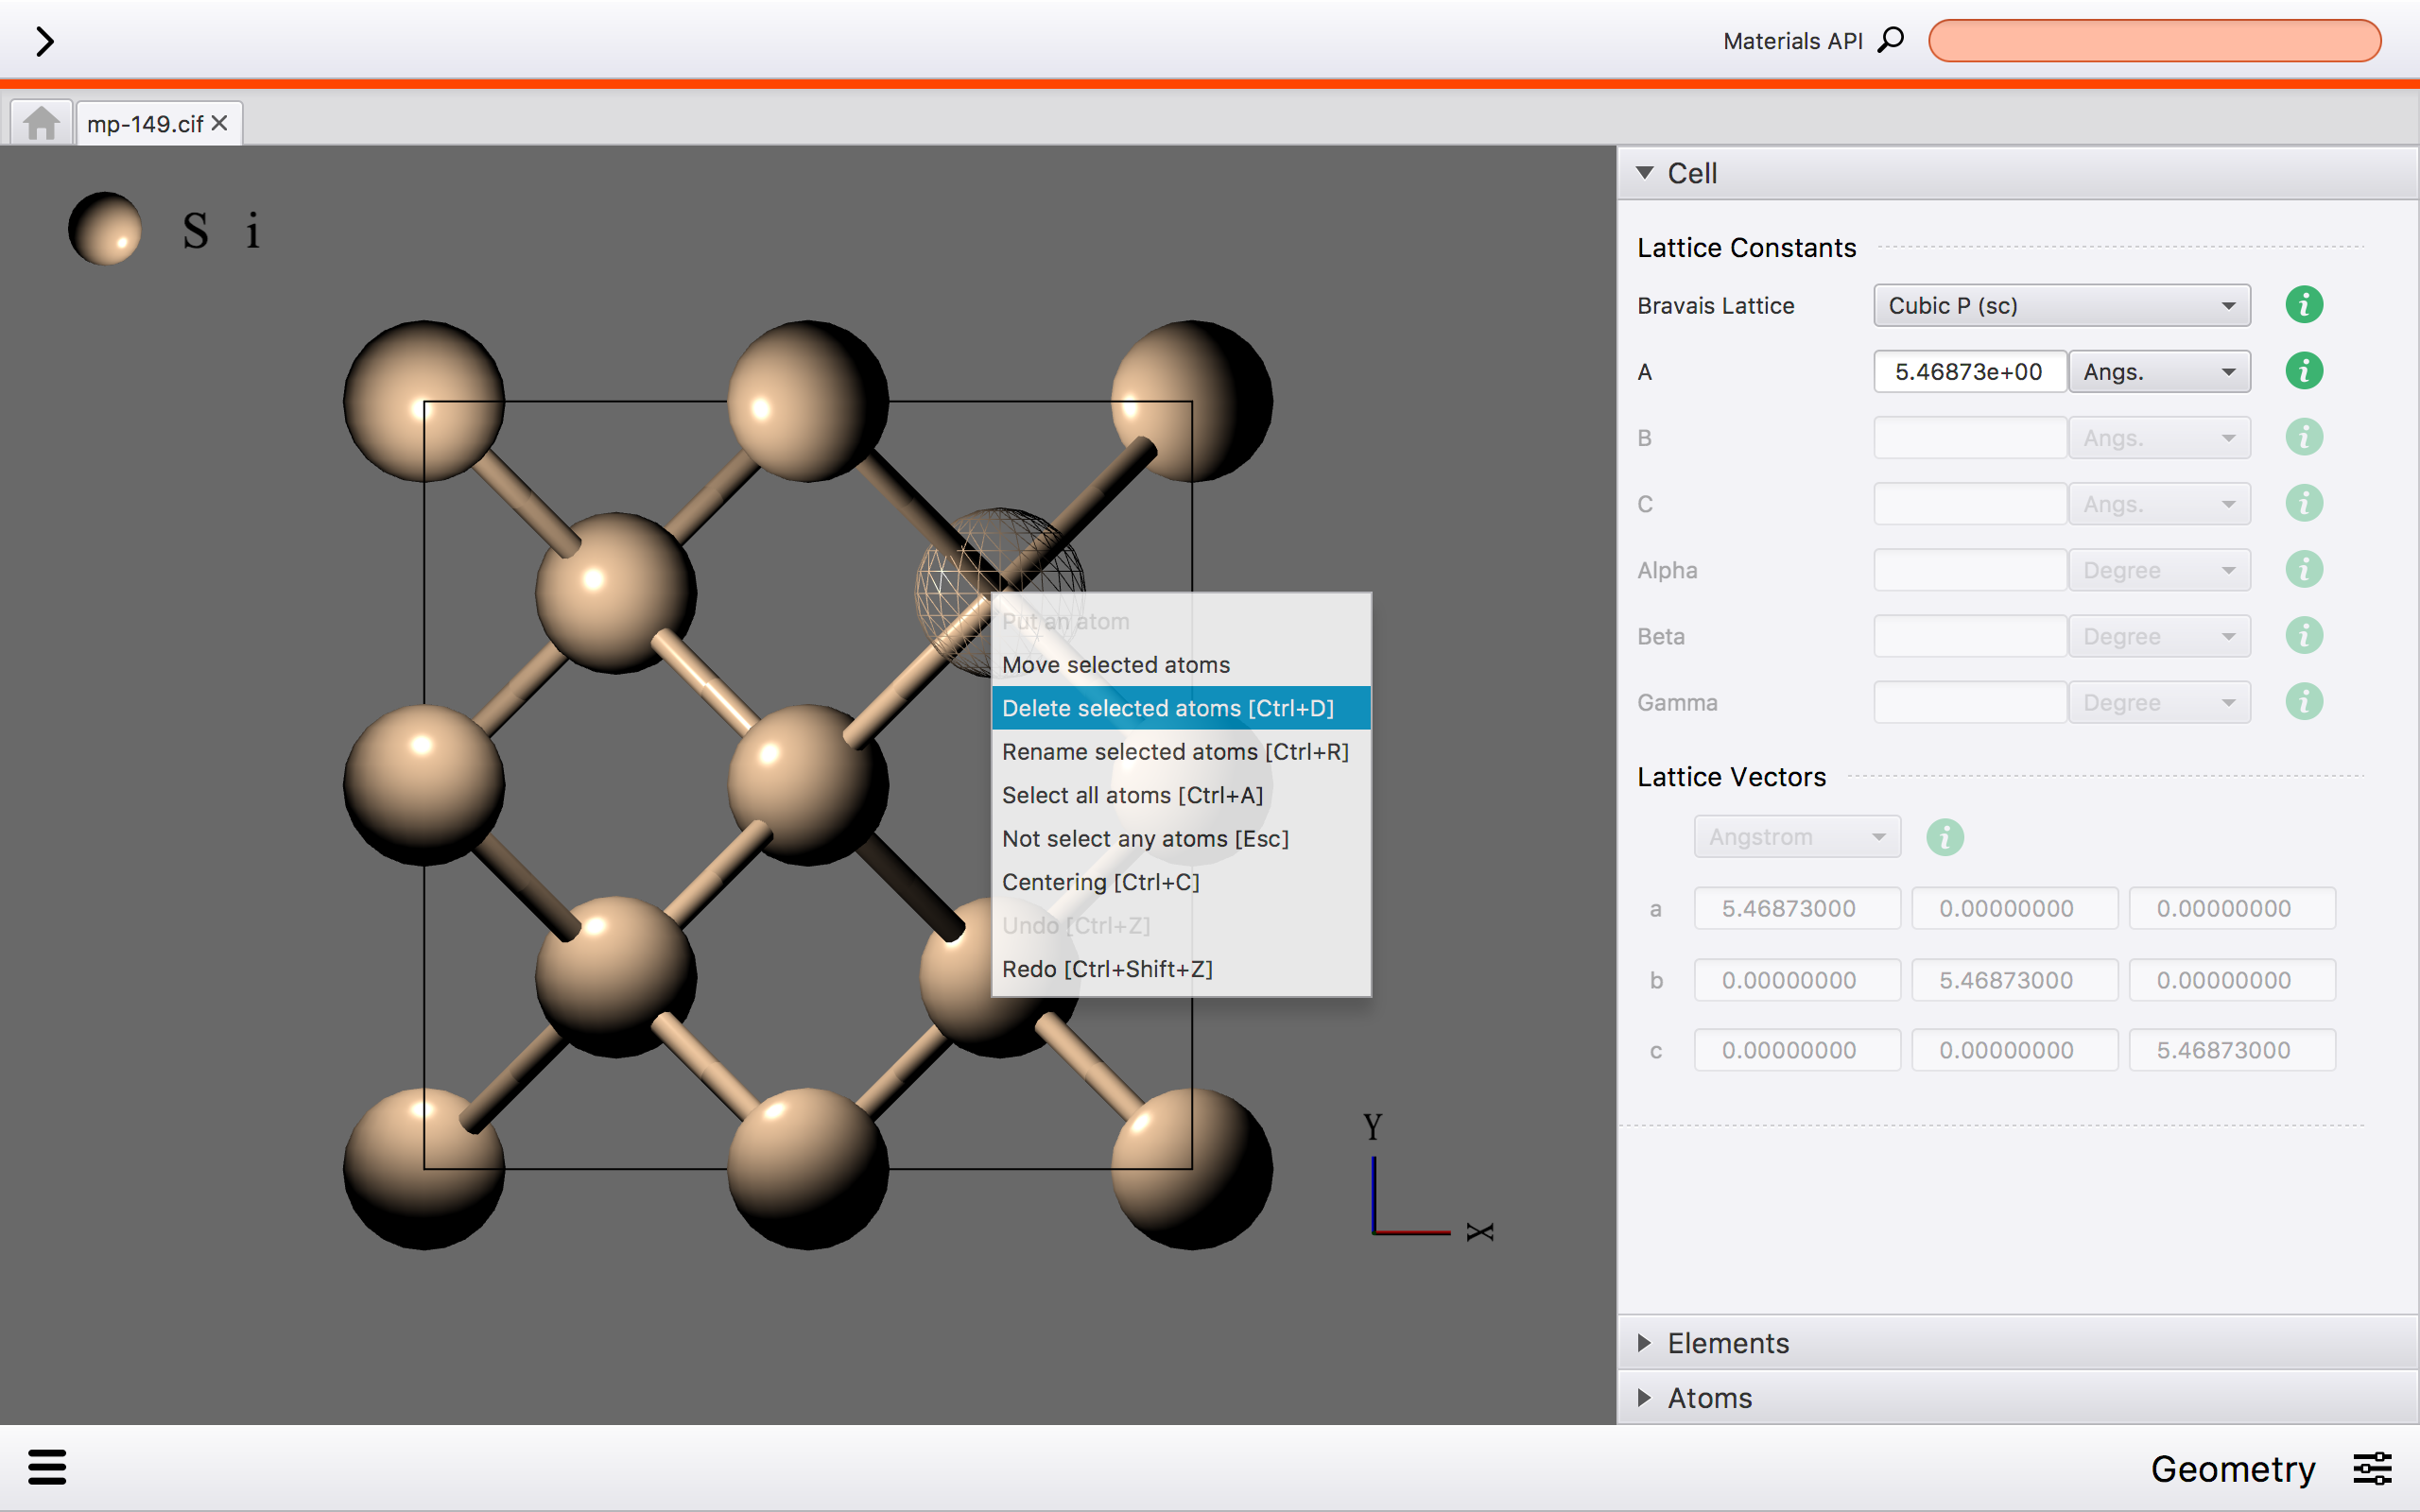 Materials API
mp-149.cif
S i
Cell
Lattice Constants
Bravais Lattice Cubic P (sc)
A 5.46873e+00 Angs.
B Angs.
C Angs.
Alpha Degree
Beta Degree
Gamma Degree
Lattice Vectors
Angstrom
a 5.46873000 0.00000000 0.00000000
b 0.00000000 5.46873000 0.00000000
c 0.00000000 0.00000000 5.46873000
Put an atom
Move selected atoms
Delete selected atoms [Ctrl+D]
Rename selected atoms [Ctrl+R]
Select all atoms [Ctrl+A]
Not select any atoms [Esc]
Centering [Ctrl+C]
Undo [Ctrl+Z]
Redo [Ctrl+Shift+Z]
Y
X
Elements
Atoms
Geometry